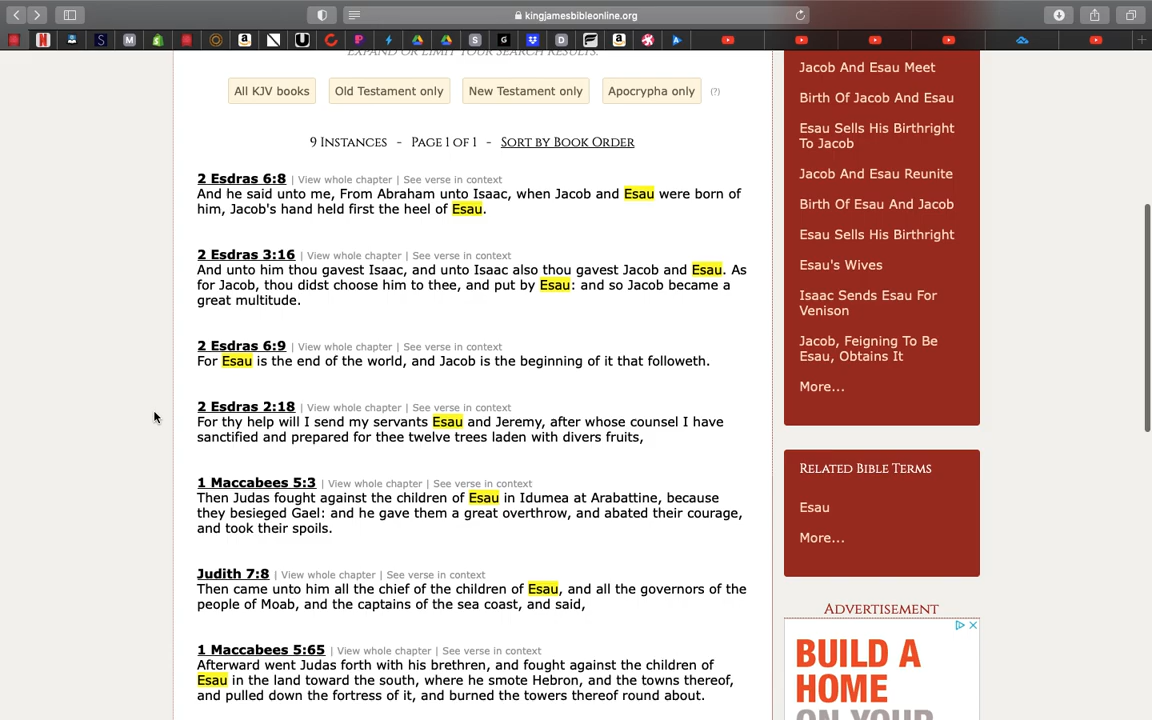 kingjamesbibleonline.org
EXPAND OR LIMIT YOUR SEARCH RESULTS:
All KJV books
Old Testament only
New Testament only
Apocrypha only
(?)
9 Instances - Page 1 of 1 - Sort by Book Order
2 Esdras 6:8 | View whole chapter | See verse in context
And he said unto me, From Abraham unto Isaac, when Jacob and Esau were born of
him, Jacob's hand held first the heel of Esau.
2 Esdras 3:16 | View whole chapter | See verse in context
And unto him thou gavest Isaac, and unto Isaac also thou gavest Jacob and Esau. As
for Jacob, thou didst choose him to thee, and put by Esau: and so Jacob became a
great multitude.
2 Esdras 6:9 | View whole chapter | See verse in context
For Esau is the end of the world, and Jacob is the beginning of it that followeth.
2 Esdras 2:18 | View whole chapter | See verse in context
For thy help will I send my servants Esau and Jeremy, after whose counsel I have
sanctified and prepared for thee twelve trees laden with divers fruits,
1 Maccabees 5:3 | View whole chapter | See verse in context
Then Judas fought against the children of Esau in Idumea at Arabattine, because
they besieged Gael: and he gave them a great overthrow, and abated their courage,
and took their spoils.
Judith 7:8 | View whole chapter | See verse in context
Then came unto him all the chief of the children of Esau, and all the governors of the
people of Moab, and the captains of the sea coast, and said,
1 Maccabees 5:65 | View whole chapter | See verse in context
Afterward went Judas forth with his brethren, and fought against the children of
Esau in the land toward the south, where he smote Hebron, and the towns thereof,
and pulled down the fortress of it, and burned the towers thereof round about.
Jacob And Esau Meet
Birth Of Jacob And Esau
Esau Sells His Birthright
To Jacob
Jacob And Esau Reunite
Birth Of Esau And Jacob
Esau Sells His Birthright
Esau's Wives
Isaac Sends Esau For
Venison
Jacob, Feigning To Be
Esau, Obtains It
More...
Related Bible Terms
Esau
More...
Advertisement
BUILD A
HOME
ON YOUR